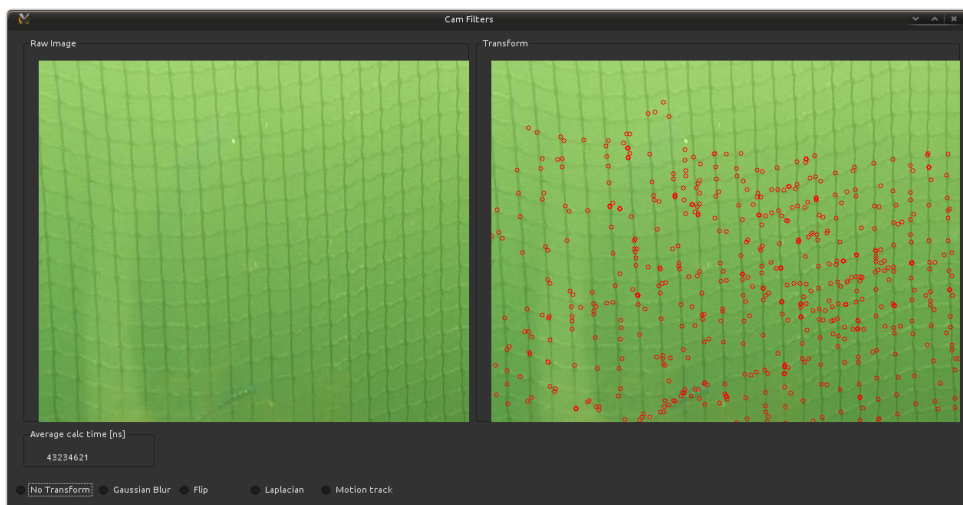 Cam Filters
Raw Image
Transform
Average calc time [ns]
43234621
No Transform Gaussian Blur Flip Laplacian Motion track